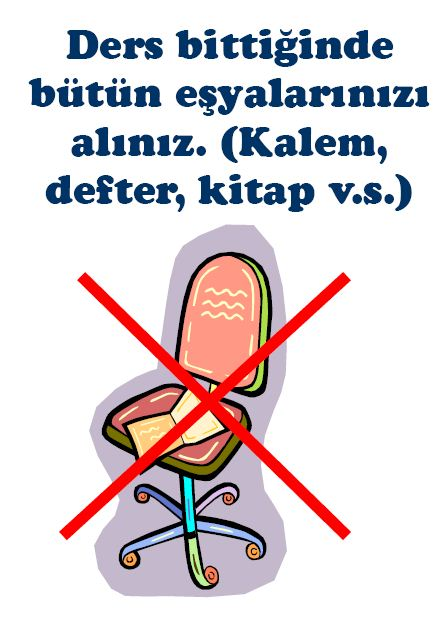 Ders bittiğinde
bütün eşyalarınızı
alınız. (Kalem,
defter, kitap v.s.)